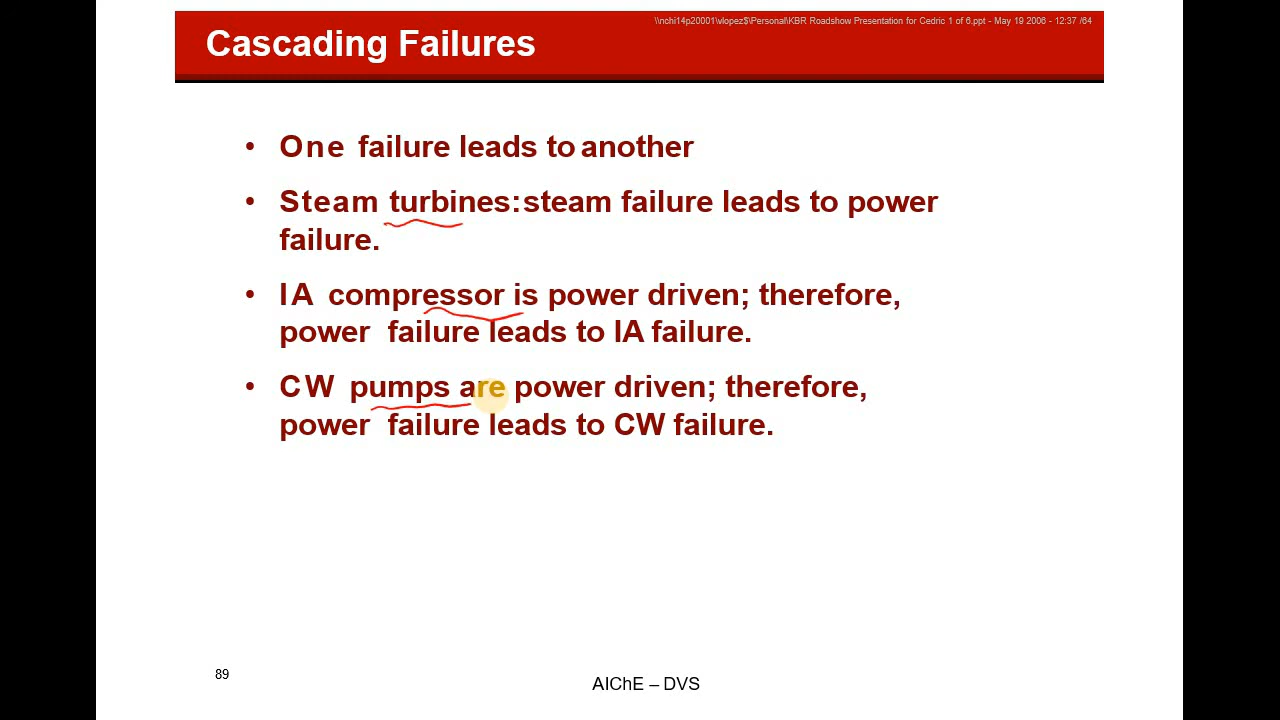 \\nchi14p20001\vlopez$\Personal\KBR Roadshow Presentation for Cedric 1 of 6.ppt - May 19 2006 - 12:37 /64
Cascading Failures
• One failure leads to another
• Steam turbines: steam failure leads to power
failure.
• IA compressor is power driven; therefore,
power failure leads to IA failure.
• CW pumps are power driven; therefore,
power failure leads to CW failure.
89
AIChE – DVS